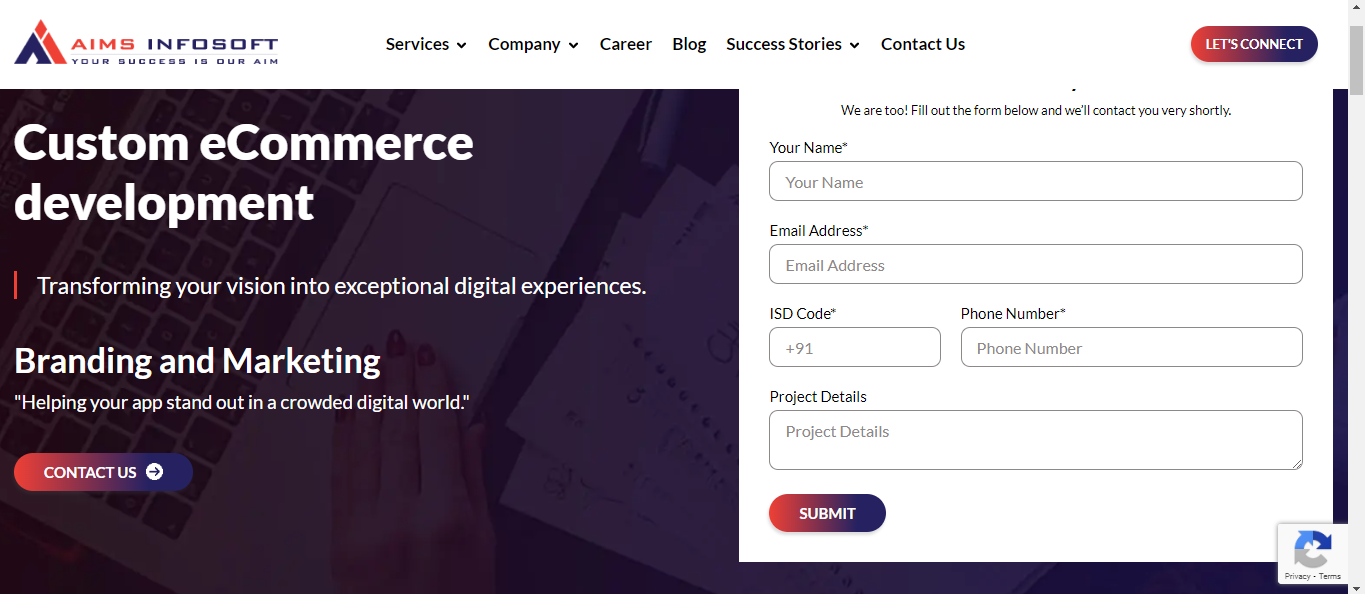 AIMS INFOSOFT
YOUR SUCCESS IS OUR AIM
Services
Company
Career
Blog
Success Stories
Contact Us
LET'S CONNECT
Custom eCommerce
development
Transforming your vision into exceptional digital experiences.
Branding and Marketing
"Helping your app stand out in a crowded digital world."
CONTACT US
We are too! Fill out the form below and we’ll contact you very shortly.
Your Name*
Your Name
Email Address*
Email Address
ISD Code*
Phone Number*
+91
Phone Number
Project Details
Project Details
SUBMIT
Privacy - Terms